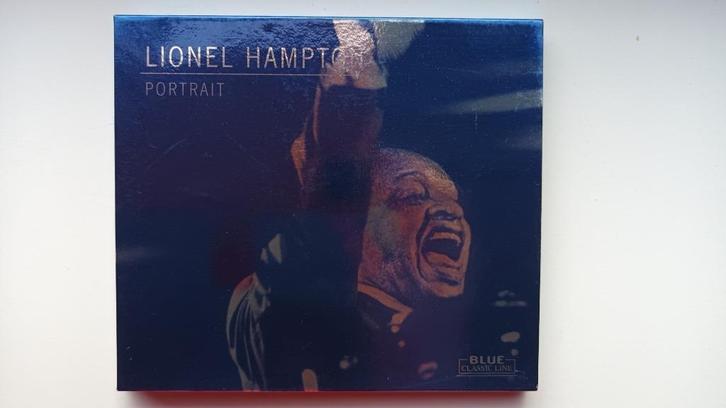 LIONEL HAMPTON
PORTRAIT
BLUE
CLASSIC LINE